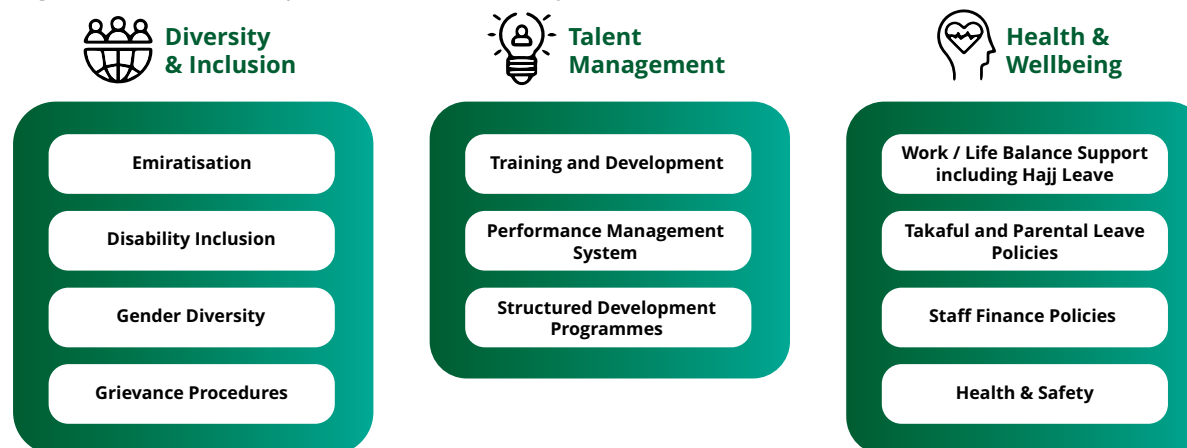 Diversity
& Inclusion
Emiratisation
Disability Inclusion
Gender Diversity
Grievance Procedures
Talent
Management
Training and Development
Performance Management
System
Structured Development
Programmes
Health &
Wellbeing
Work / Life Balance Support
including Hajj Leave
Takaful and Parental Leave
Policies
Staff Finance Policies
Health & Safety